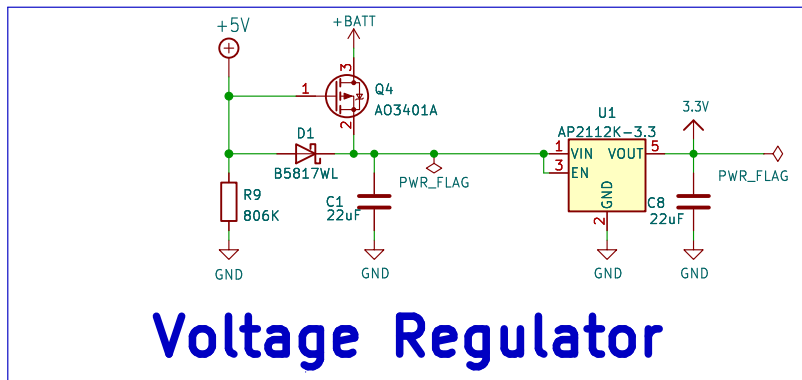 +5V
+BATT
3
1
Q4
AO3401A
2
D1
B5817WL
R9
806K
C1
22uF
PWR_FLAG
GND
GND
U1
AP2112K-3.3
1
VIN
VOUT
5
3
EN
GND
2
GND
3.3V
C8
22uF
PWR_FLAG
GND
Voltage Regulator